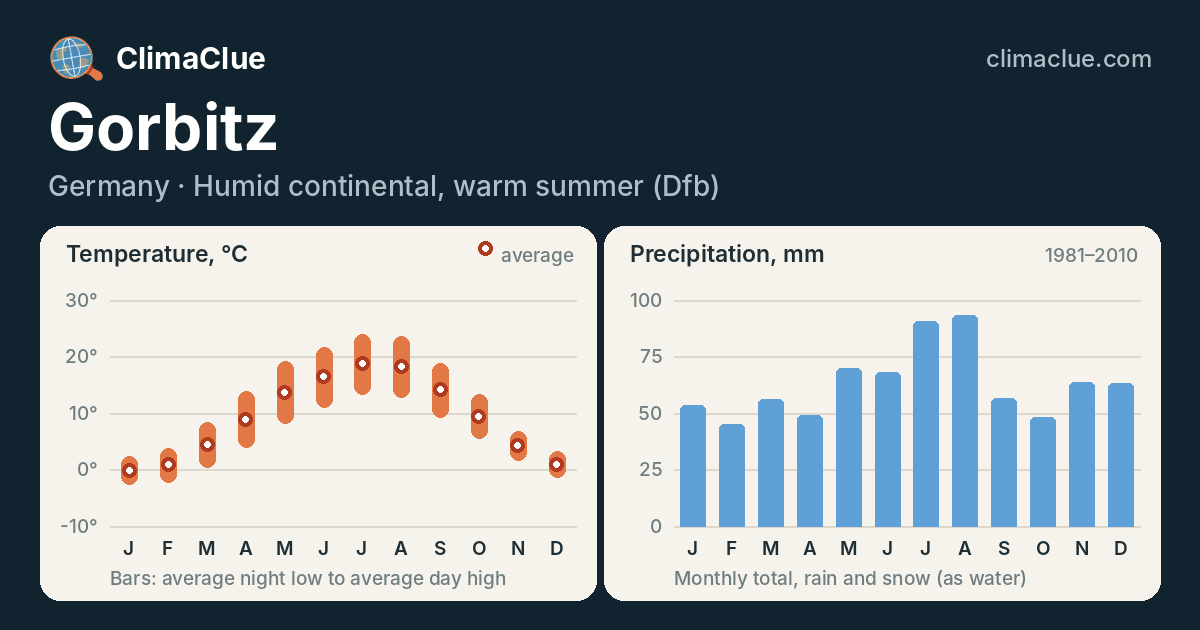 ClimaClue
climaclue.com
Gorbitz
Germany · Humid continental, warm summer (Dfb)
Temperature, °C
average
30°
20°
10°
0°
-10°
J F M A M J J A S O N D
Bars: average night low to average day high
Precipitation, mm
1981–2010
100
75
50
25
0
J F M A M J J A S O N D
Monthly total, rain and snow (as water)